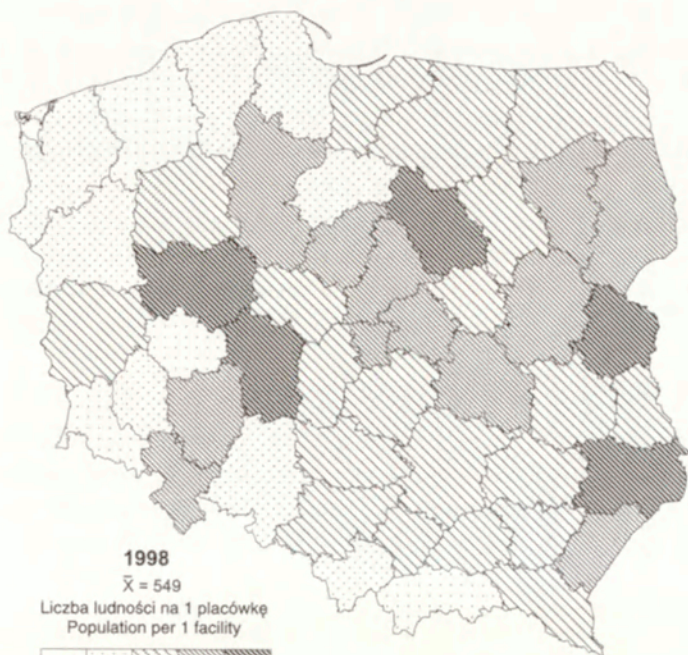 1998
X̄ = 549
Liczba ludności na 1 placówkę
Population per 1 facility